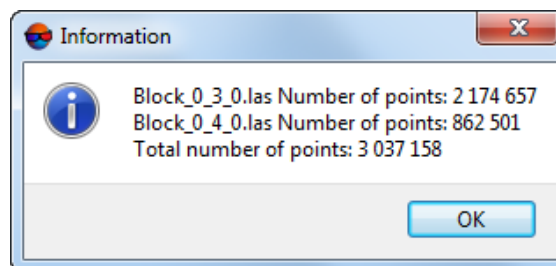 Information
Block_0_3_0.las Number of points: 2 174 657
Block_0_4_0.las Number of points: 862 501
Total number of points: 3 037 158
OK